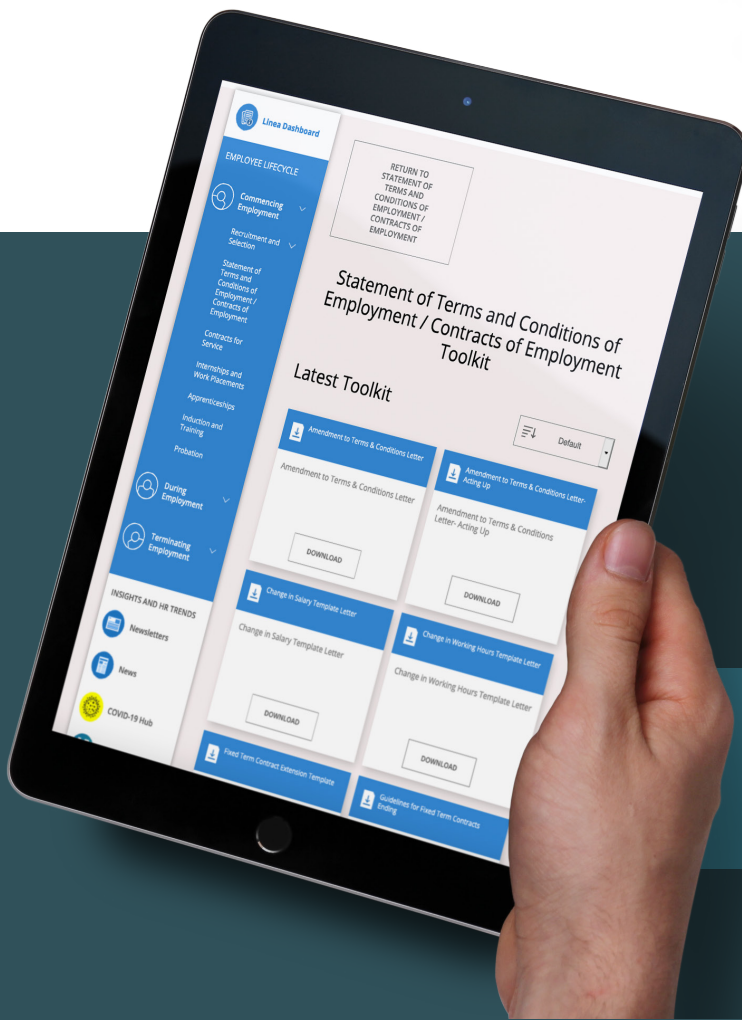 Linea Dashboard
EMPLOYEE LIFECYCLE
Commencing
Employment
Recruitment and
Selection
Statement of
Terms and
Conditions of
Employment /
Contracts of
Employment
Contracts for
Service
Internships and
Work Placements
Apprenticeships
Induction and
Training
Probation
During
Employment
Terminating
Employment
INSIGHTS AND HR TRENDS
Newsletters
News
COVID-19 Hub
RETURN TO
STATEMENT OF
TERMS AND
CONDITIONS OF
EMPLOYMENT /
CONTRACTS OF
EMPLOYMENT
Statement of Terms and Conditions of
Employment / Contracts of Employment
Toolkit
Latest Toolkit
Default
Amendment to Terms & Conditions Letter
Amendment to Terms & Conditions Letter
DOWNLOAD
Amendment to Terms & Conditions Letter-
Acting Up
Amendment to Terms & Conditions
Letter- Acting Up
DOWNLOAD
Change in Salary Template Letter
Change in Salary Template Letter
DOWNLOAD
Change in Working Hours Template Letter
Change in Working Hours Template Letter
DOWNLOAD
Fixed Term Contract Extension Template
Guidelines for Fixed Term Contracts
Ending